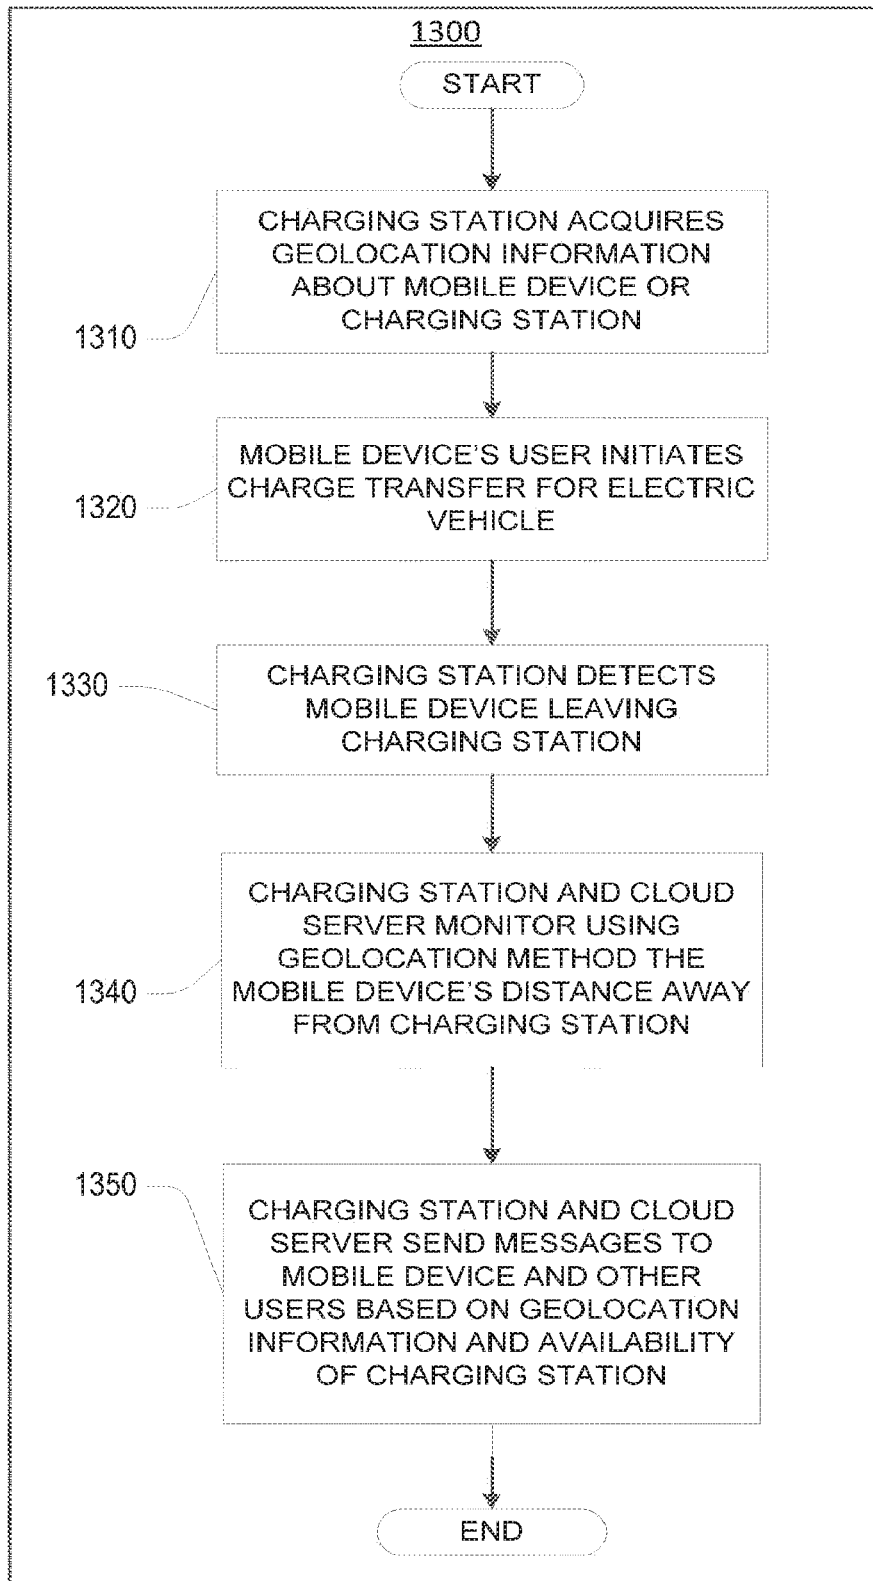 1300
START
CHARGING STATION ACQUIRES
GEOLOCATION INFORMATION
ABOUT MOBILE DEVICE OR
CHARGING STATION
1310
MOBILE DEVICE'S USER INITIATES
CHARGE TRANSFER FOR ELECTRIC
VEHICLE
1320
CHARGING STATION DETECTS
MOBILE DEVICE LEAVING
CHARGING STATION
1330
CHARGING STATION AND CLOUD
SERVER MONITOR USING
GEOLOCATION METHOD THE
MOBILE DEVICE'S DISTANCE AWAY
FROM CHARGING STATION
1340
CHARGING STATION AND CLOUD
SERVER SEND MESSAGES TO
MOBILE DEVICE AND OTHER
USERS BASED ON GEOLOCATION
INFORMATION AND AVAILABILITY
OF CHARGING STATION
1350
END